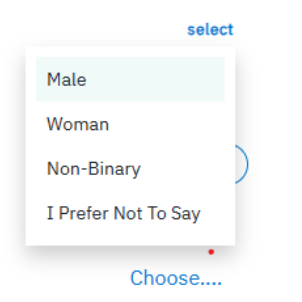 select
Male
Woman
Non-Binary
I Prefer Not To Say
Choose....